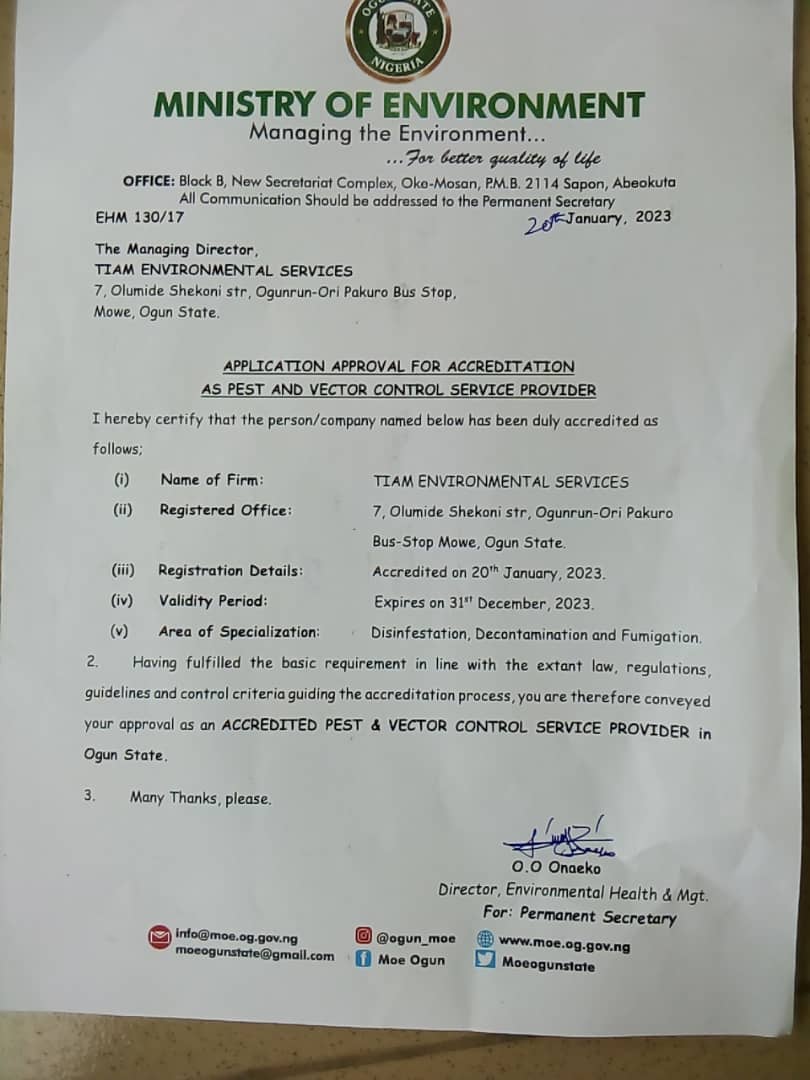 NIGERIA
MINISTRY OF ENVIRONMENT
Managing the Environment...
...For better quality of life
OFFICE: Block B, New Secretariat Complex, Oke-Mosan, P.M.B. 2114 Sapon, Abeokuta
All Communication Should be addressed to the Permanent Secretary
EHM 130/17
20th January, 2023
The Managing Director,
TIAM ENVIRONMENTAL SERVICES
7, Olumide Shekoni str, Ogunrun-Ori Pakuro Bus Stop,
Mowe, Ogun State.
APPLICATION APPROVAL FOR ACCREDITATION
AS PEST AND VECTOR CONTROL SERVICE PROVIDER
I hereby certify that the person/company named below has been duly accredited as
follows;
(i) Name of Firm: TIAM ENVIRONMENTAL SERVICES
(ii) Registered Office: 7, Olumide Shekoni str, Ogunrun-Ori Pakuro
Bus-Stop Mowe, Ogun State.
(iii) Registration Details: Accredited on 20th January, 2023.
(iv) Validity Period: Expires on 31st December, 2023.
(v) Area of Specialization: Disinfestation, Decontamination and Fumigation.
2. Having fulfilled the basic requirement in line with the extant law, regulations,
guidelines and control criteria guiding the accreditation process, you are therefore conveyed
your approval as an ACCREDITED PEST & VECTOR CONTROL SERVICE PROVIDER in
Ogun State.
3. Many Thanks, please.
O.O Onaeko
Director, Environmental Health & Mgt.
For: Permanent Secretary
info@moe.og.gov.ng
moeogunstate@gmail.com
@ogun_moe
Moe Ogun
www.moe.og.gov.ng
Moeogunstate